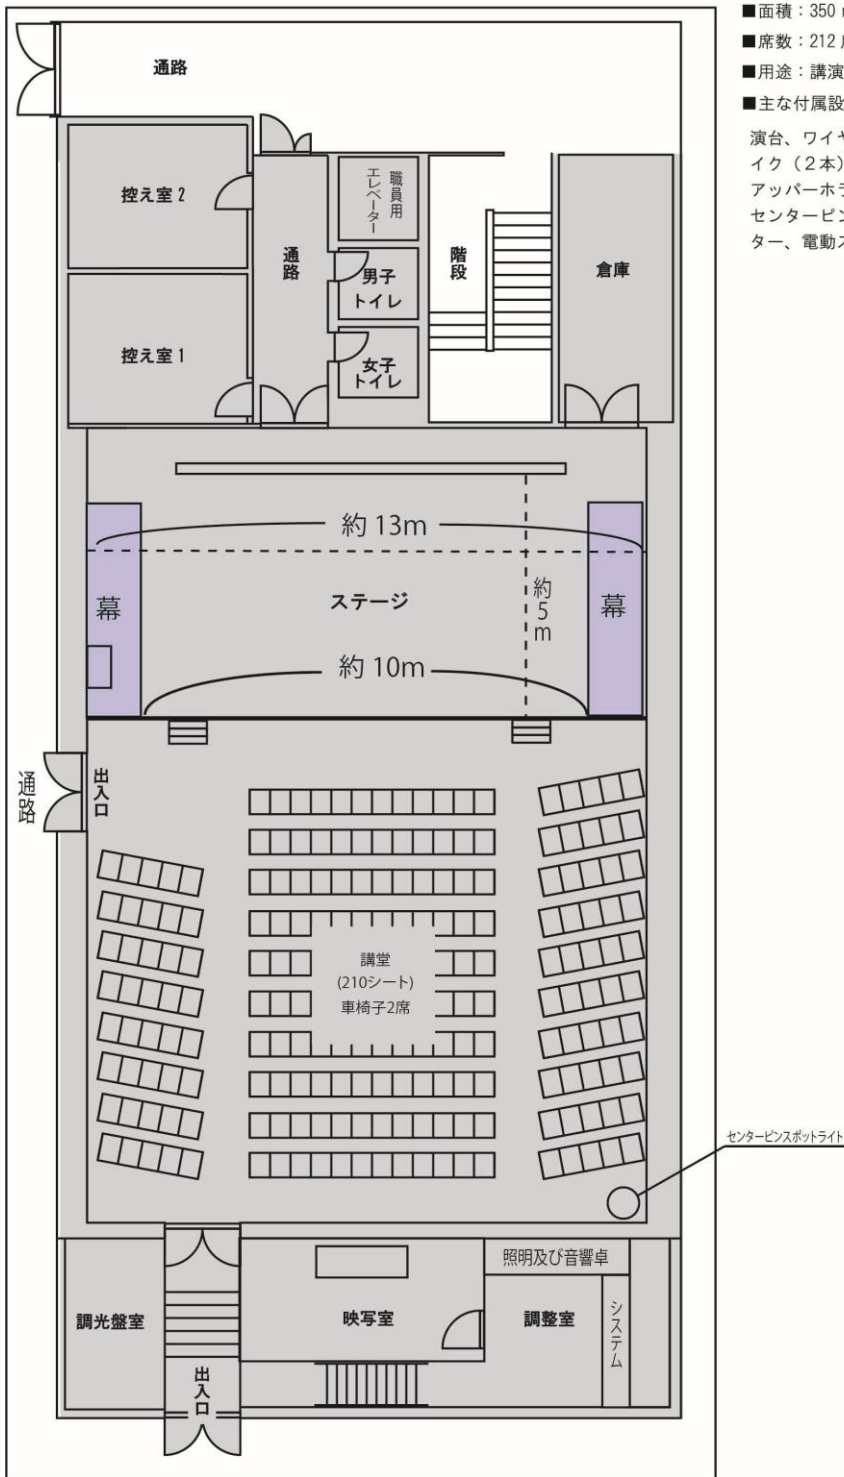 ■面積：350
■席数：212
■用途：講演
■主な付属設
演台、ワイヤ
イク（２本）
アッパーホラ
センターピン
ター、電動ス
通路
控え室 2
控え室 1
通路
職員用
エレベーター
男子
トイレ
女子
トイレ
階段
倉庫
約 13m
幕
ステージ
約5m
幕
約 10m
通路
出入口
講堂
(210シート)
車椅子2席
センターピンスポットライト
調光盤室
出入口
映写室
照明及び音響卓
調整室
システム